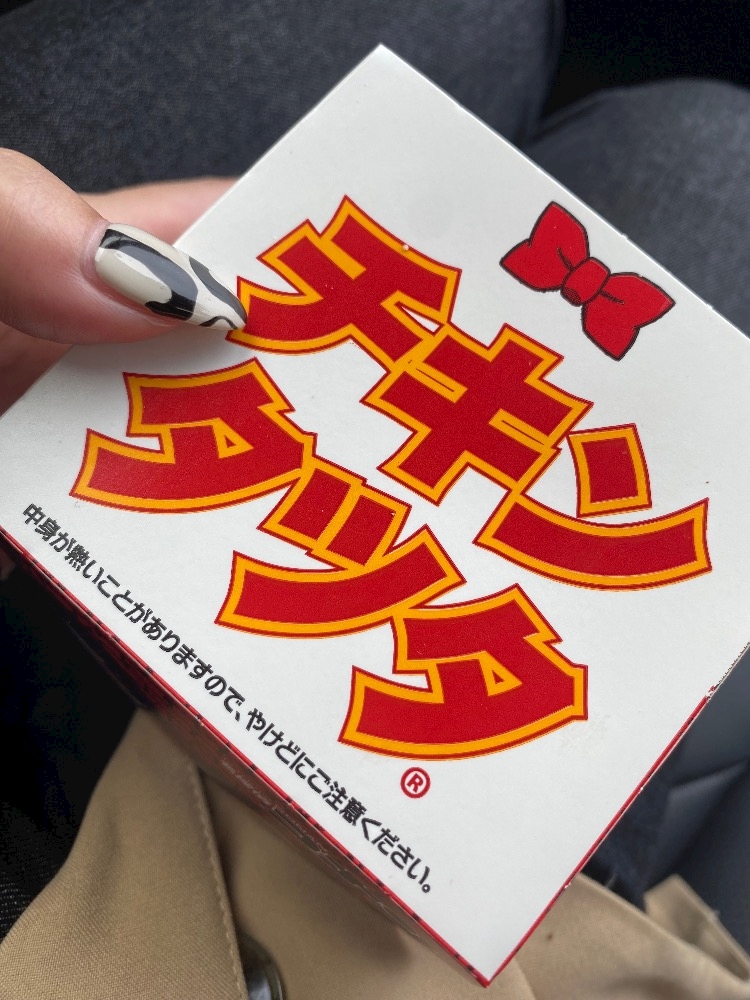 チキン
タッタ
®
中身が熱いことがありますので、やけどにご注意ください。